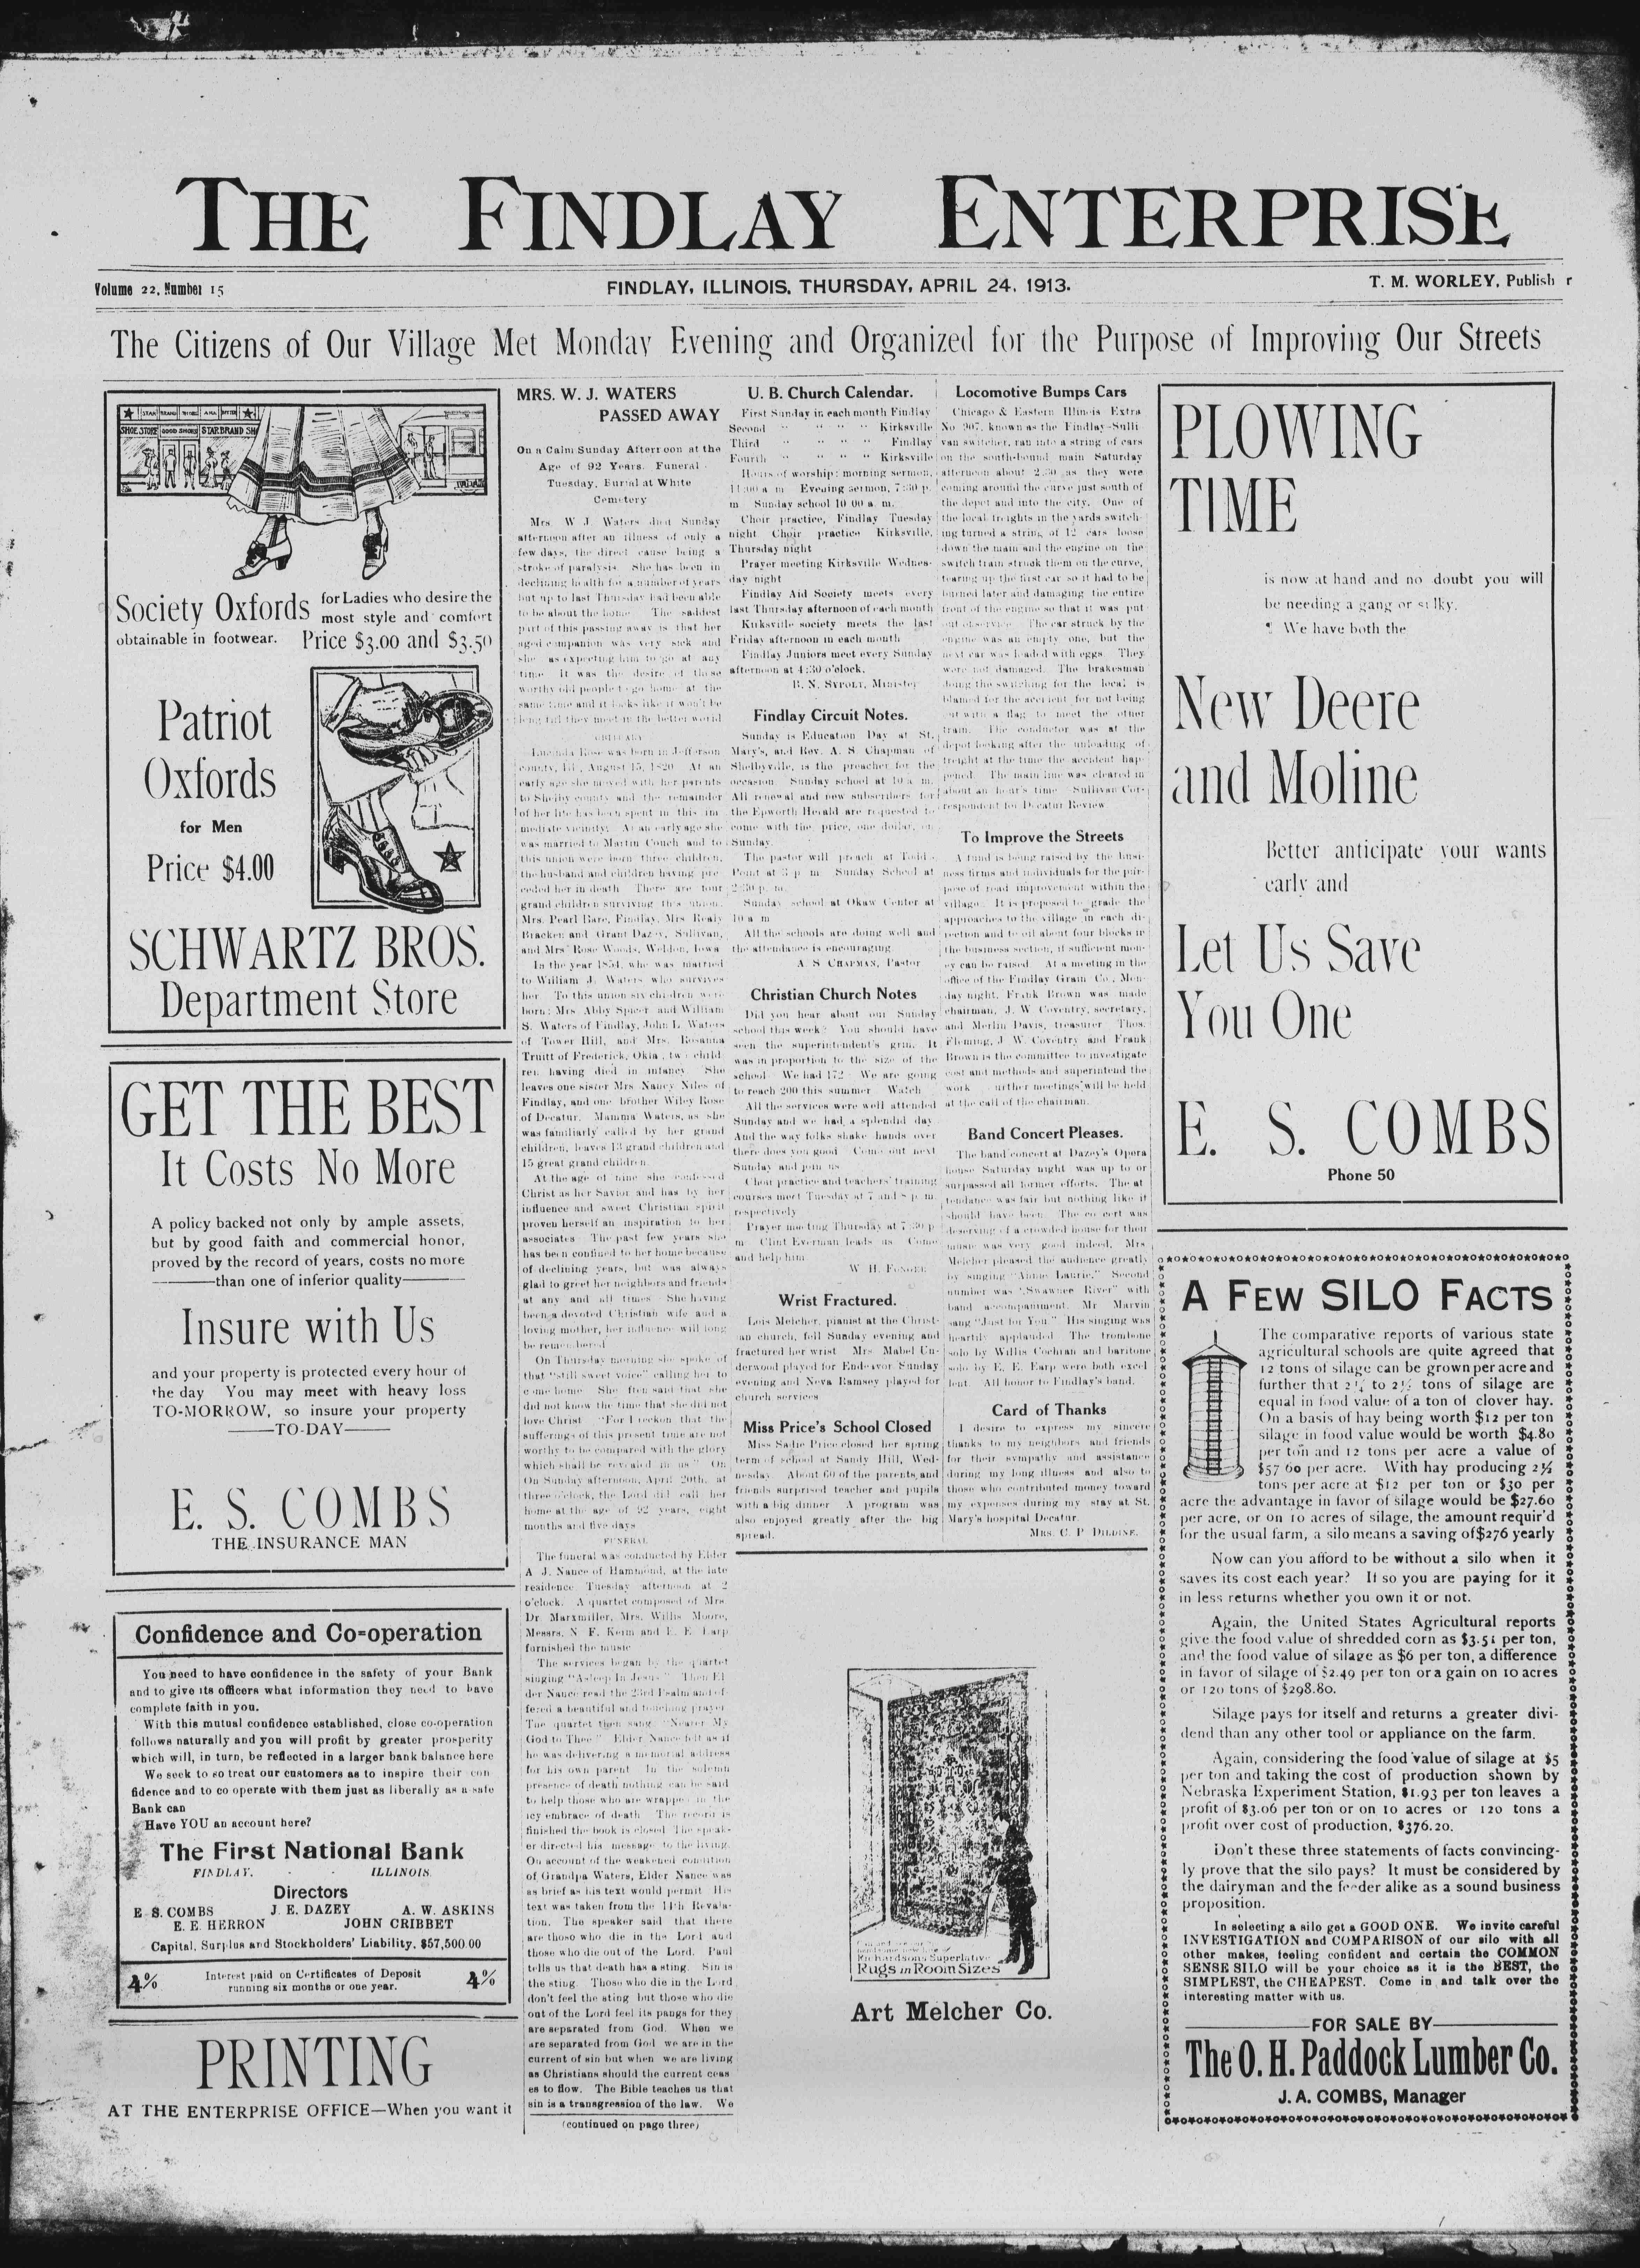 THE FINDLAY ENTERPRISE
Volume 22, Number 15
FINDLAY, ILLINOIS, THURSDAY, APRIL 24, 1913.
T. M. WORLEY, Publish r
The Citizens of Our Village Met Monday Evening and Organized for the Purpose of Improving Our Streets
SHOE STORE GOOD SHOES STAR BRAND SH
Society Oxfords for Ladies who desire the
most style and comfort
obtainable in footwear. Price $3.00 and $3.50
Patriot
Oxfords
for Men
Price $4.00
SCHWARTZ BROS.
Department Store
GET THE BEST
It Costs No More
A policy backed not only by ample assets,
but by good faith and commercial honor,
proved by the record of years, costs no more
than one of inferior quality
Insure with Us
and your property is protected every hour of
the day You may meet with heavy loss
TO-MORROW, so insure your property
TO-DAY
E. S. COMBS
THE INSURANCE MAN
Confidence and Co-operation
You need to have confidence in the safety of your Bank
and to give its officers what information they need to have
complete faith in you.
With this mutual confidence established, close co-operation
follows naturally and you will profit by greater prosperity
which will, in turn, be reflected in a larger bank balance here
We seek to so treat our customers as to inspire their con
fidence and to co operate with them just as liberally as a safe
Bank can
Have YOU an account here?
The First National Bank
FINDLAY. ILLINOIS.
Directors
E. S. COMBS J. E. DAZEY A. W. ASKINS
E. E. HERRON JOHN CRIBBET
Capital, Surplus and Stockholders' Liability, $57,500.00
4% Interest paid on Certificates of Deposit 4%
running six months or one year.
PRINTING
AT THE ENTERPRISE OFFICE—When you want it
MRS. W. J. WATERS
PASSED AWAY
On a Calm Sunday Afternoon at the
Age of 92 Years. Funeral
Tuesday, Burial at White
Cemetery
Mrs W J. Waters died Sunday
afternoon after an illness of only a
few days, the direct cause being a
stroke of paralysis. She has been in
declining health for a number of years
but up to last Thursday had been able
to be about the home. The saddest
part of this passing away is that her
aged companion was very sick and
she as expecting him to go at any
time It was the desire of these
worthy old people to go home at the
same time and it looks like it won't be
long till they meet in the better world
OBITUARY
Lucinda Rose was born in Jefferson
county, Ill., August 15, 1820 At an
early age she moved with her parents
to Shelby county and the remainder
of her life has been spent in this im
mediate vicinity. At an early age she
was married to Martin Couch and to
this union were born three children,
the husband and children having pre
ceded her in death There are four
grand children surviving this union.
Mrs. Pearl Bare, Findlay, Mrs Realy
Bracken and Grant Dazey, Sullivan,
and Mrs Rose Woods, Weldon, Iowa
In the year 1854, she was married
to William J. Waters who survives
her To this union six children were
born: Mrs Abby Spicer and William
S. Waters of Findlay, John L. Waters
of Tower Hill, and Mrs. Rosanna
Truitt of Frederick, Okla., two child
ren having died in infancy She
leaves one sister Mrs Nancy Niles of
Findlay, and one brother Wiley Rose
of Decatur. Mamma Waters, as she
was familiarly called by her grand
children, leaves 13 grand children and
15 great grand children
At the age of nine she confessed
Christ as her Savior and has by her
influence and sweet Christian spirit
proven herself an inspiration to her
associates The past few years she
has been confined to her home because
of declining years, but was always
glad to greet her neighbors and friends
at any and all times She having
been a devoted Christian wife and a
loving mother, her influence will long
be remembered
On Thursday morning she spoke of
that "still sweet voice" calling her to
come home She often said that she
did not know the time that she did not
love Christ "For I reckon that the
sufferings of this present time are not
worthy to be compared with the glory
which shall be revealed in us" On
On Sunday afternoon, April 20th, at
three o'clock, the Lord did call her
home at the age of 92 years, eight
months and five days
FUNERAL
The funeral was conducted by Elder
A J. Nance of Hammond, at the late
residence Tuesday afternoon at 2
o'clock. A quartet composed of Mrs.
Dr. Marxmiller, Mrs. Willis Moore,
Messrs. N F. Keim and E. E. Earp
furnished the music
The services began by the quartet
singing "Asleep In Jesus" Then El
der Nance read the 23rd Psalm and of
fered a beautiful and touching prayer
The quartet then sang "Nearer My
God to Thee" Elder Nance felt as if
he was delivering a memorial address
for his own parent In the solemn
presence of death nothing can be said
to help those who are wrapped in the
icy embrace of death The record is
finished the book is closed The speak-
er directed his message to the living.
On account of the weakened condition
of Grandpa Waters, Elder Nance was
as brief as his text would permit His
text was taken from the 14th Revala-
tion. The speaker said that there
are those who die in the Lord and
those who die out of the Lord. Paul
tells us that death has a sting. Sin is
the sting. Those who die in the Lord
don't feel the sting but those who die
out of the Lord feel its pangs for they
are separated from God. When we
are separated from God we are in the
current of sin but when we are living
as Christians should the current ceas
es to flow. The Bible teaches us that
sin is a transgression of the law. We
(continued on page three)
U. B. Church Calendar.
First Sunday in each month Findlay
Second " " " " Kirksville
Third " " " " Findlay
Fourth " " " " Kirksville
Hours of worship: morning sermon,
11:00 a m Evening sermon, 7:30 p.
m Sunday school 10 00 a. m.
Choir practice, Findlay Tuesday
night Choir practice Kirksville,
Thursday night
Prayer meeting Kirksville Wednes-
day night
Findlay Aid Society meets every
last Thursday afternoon of each month
Kirksville society meets the last
Friday afternoon in each month
Findlay Juniors meet every Sunday
afternoon at 4:30 o'clock.
Minister
Findlay Circuit Notes.
Sunday is Education Day at St.
Mary's, and Rev. A. S Chapman of
Shelbyville, is the preacher for the
occasion Sunday school at 10 a m.
All renewal and new subscribers for
the Epworth Herald are requested to
come with the price, one dollar, on
Sunday.
The pastor will preach at Todd's
Point at 3 p m. Sunday School at
2:30 p. m.
Sunday school at Okaw Center at
10 a m
All the schools are doing well and
the attendance is encouraging
A. S CHAPMAN, Pastor
Christian Church Notes
Did you hear about our Sunday
school this week? You should have
seen the superintendent's grin. It
was in proportion to the size of the
school We had 172 We are going
to reach 200 this summer Watch
All the services were well attended
Sunday and we had a splendid day
And the way folks shake hands over
there does you good Come out next
Sunday and join us
Choir practice and teachers' training
courses meet Tuesday at 7 and 8 p. m.
respectively
Prayer meeting Thursday at 7:30 p
m Clint Everman leads us Come
and help him
W H.
Wrist Fractured.
Lois Melcher, pianist at the Christ-
an church, fell Sunday evening and
fractured her wrist Mrs Mabel Un-
derwood played for Endeavor Sunday
evening and Neva Ramsey played for
church services
Miss Price's School Closed
Miss Sadie Price closed her spring
term of school at Sandy Hill, Wed-
nesday About 60 of the parents and
friends surprised teacher and pupils
with a big dinner A program was
also enjoyed greatly after the big
spread.
Locomotive Bumps Cars
Chicago & Eastern Illinois Extra
No 907, known as the Findlay-Sulli
van switcher, ran into a string of cars
on the southbound main Saturday
afternoon about 2:30 as they were
coming around the curve just south of
the depot and into the city. One of
the local freights in the yards switch-
ing turned a string of 12 cars loose
down the main and the engine on the
switch train struck them on the curve,
tearing up the first car so it had to be
burned later and damaging the entire
front of the engine so that it was put
out of service The car struck by the
engine was an empty one, but the
next car was loaded with eggs They
were not damaged. The brakesman
doing the switching for the local is
blamed for the accident for not being
out with a flag to meet the other
train. The conductor was at the
depot looking after the unloading of
freight at the time the accident hap-
pened. The main line was cleared in
about an hour's time Sullivan Cor-
respondent for Decatur Review
To Improve the Streets
A fund is being raised by the busi-
ness firms and individuals for the pur-
pose of road improvement within the
village. It is proposed to grade the
approaches to the village in each di-
rection and to oil about four blocks in
the business section, if sufficient mon-
ey can be raised. At a meeting in the
office of the Findlay Grain Co., Mon-
day night, Frank Brown was made
chairman, J. W Coventry, secretary,
and Merlin Davis, treasurer Thos.
Fleming, J W. Coventry and Frank
Brown is the committee to investigate
cost and methods and superintend the
work urther meetings will be held
at the call of the chairman.
Band Concert Pleases.
The band concert at Dazey's Opera
house Saturday night was up to or
surpassed all former efforts. The at
tendance was fair but nothing like it
should have been The co cert was
deserving of a crowded house for their
music was very good indeed. Mrs
Melcher pleased the audience greatly
by singing "Annie Laurie." Second
number was "Swawnee River" with
band accompaniment. Mr Marvin
sang "Just for You." His singing was
heartily applauded The trombone
solo by Willis Cochran and baritone
solo by E. E. Earp were both excel
lent. All honor to Findlay's band.
Card of Thanks
I desire to express my sincere
thanks to my neighbors and friends
for their sympathy and assistance
during my long illness and also to
those who contributed money toward
my expenses during my stay at St.
Mary's hospital Decatur.
MRS. C. P DILDINE.
Richardsons Superlative
Rugs in Room Sizes
Art Melcher Co.
PLOWING
TIME
is now at hand and no doubt you will
be needing a gang or sulky.
¶ We have both the
New Deere
and Moline
Better anticipate your wants
early and
Let Us Save
You One
E. S. COMBS
Phone 50
A FEW SILO FACTS
The comparative reports of various state
agricultural schools are quite agreed that
12 tons of silage can be grown per acre and
further that 2¼ to 2½ tons of silage are
equal in food value of a ton of clover hay.
On a basis of hay being worth $12 per ton
silage in food value would be worth $4.80
per ton and 12 tons per acre a value of
$57 60 per acre. With hay producing 2½
tons per acre at $12 per ton or $30 per
acre the advantage in favor of silage would be $27.60
per acre, or on 10 acres of silage, the amount requir'd
for the usual farm, a silo means a saving of $276 yearly
Now can you afford to be without a silo when it
saves its cost each year? If so you are paying for it
in less returns whether you own it or not.
Again, the United States Agricultural reports
give the food value of shredded corn as $3.51 per ton,
and the food value of silage as $6 per ton, a difference
in favor of silage of $2.49 per ton or a gain on 10 acres
or 120 tons of $298.80.
Silage pays for itself and returns a greater divi-
dend than any other tool or appliance on the farm.
Again, considering the food value of silage at $5
per ton and taking the cost of production shown by
Nebraska Experiment Station, $1.93 per ton leaves a
profit of $3.06 per ton or on 10 acres or 120 tons a
profit over cost of production, $376.20.
Don't these three statements of facts convincing-
ly prove that the silo pays? It must be considered by
the dairyman and the feeder alike as a sound business
proposition.
In selecting a silo get a GOOD ONE. We invite careful
INVESTIGATION and COMPARISON of our silo with all
other makes, feeling confident and certain the COMMON
SENSE SILO will be your choice as it is the BEST, the
SIMPLEST, the CHEAPEST. Come in and talk over the
interesting matter with us.
FOR SALE BY
The O. H. Paddock Lumber Co.
J. A. COMBS, Manager